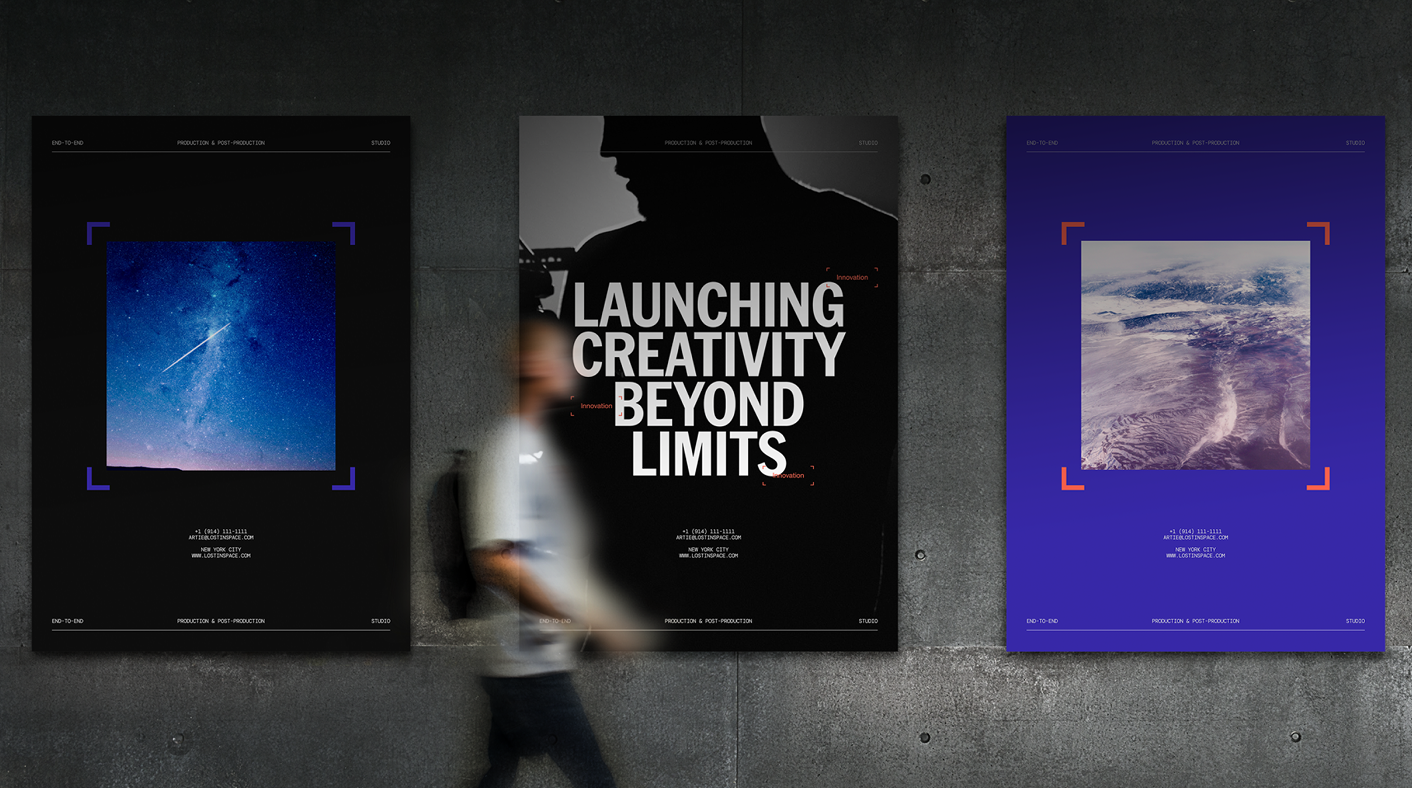 END-TO-END PRODUCTION & POST-PRODUCTION STUDIO
+1 (914) 111-1111
ARTIE@LOSTINSPACE.COM
NEW YORK CITY
WWW.LOSTINSPACE.COM
END-TO-END PRODUCTION & POST-PRODUCTION STUDIO
PRODUCTION & POST-PRODUCTION STUDIO
Innovation
LAUNCHING
CREATIVITY
Innovation
BEYOND
LIMITS
Innovation
+1 (914) 111-1111
ARTIE@LOSTINSPACE.COM
NEW YORK CITY
WWW.LOSTINSPACE.COM
END-TO-END PRODUCTION & POST-PRODUCTION STUDIO
END-TO-END PRODUCTION & POST-PRODUCTION STUDIO
+1 (914) 111-1111
ARTIE@LOSTINSPACE.COM
NEW YORK CITY
WWW.LOSTINSPACE.COM
END-TO-END PRODUCTION & POST-PRODUCTION STUDIO